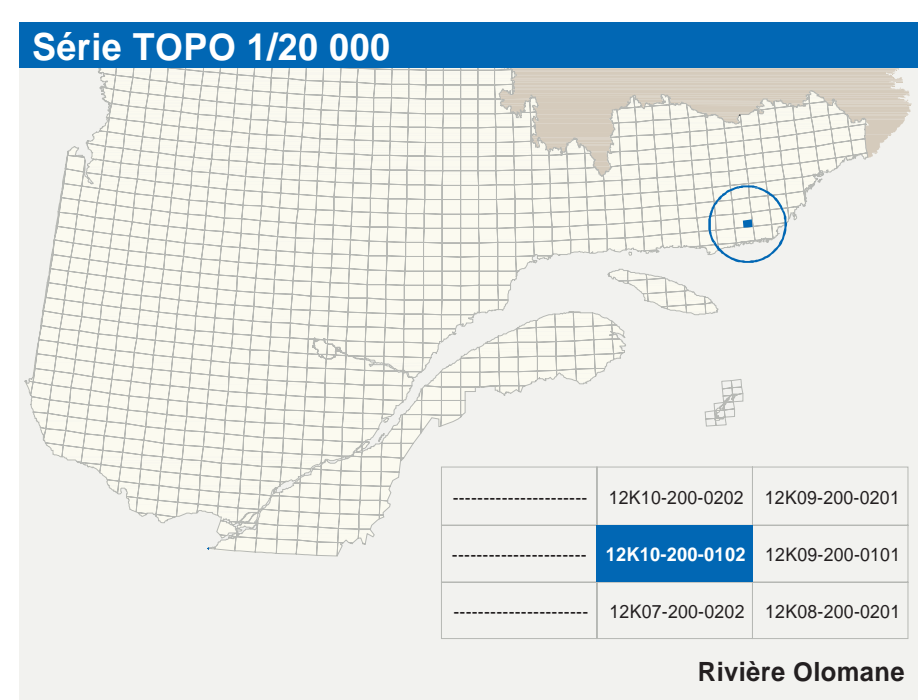 Série TOPO 1/20 000
---------------------- 12K10-200-0202 12K09-200-0201
---------------------- 12K10-200-0102 12K09-200-0101
---------------------- 12K07-200-0202 12K08-200-0201
Rivière Olomane